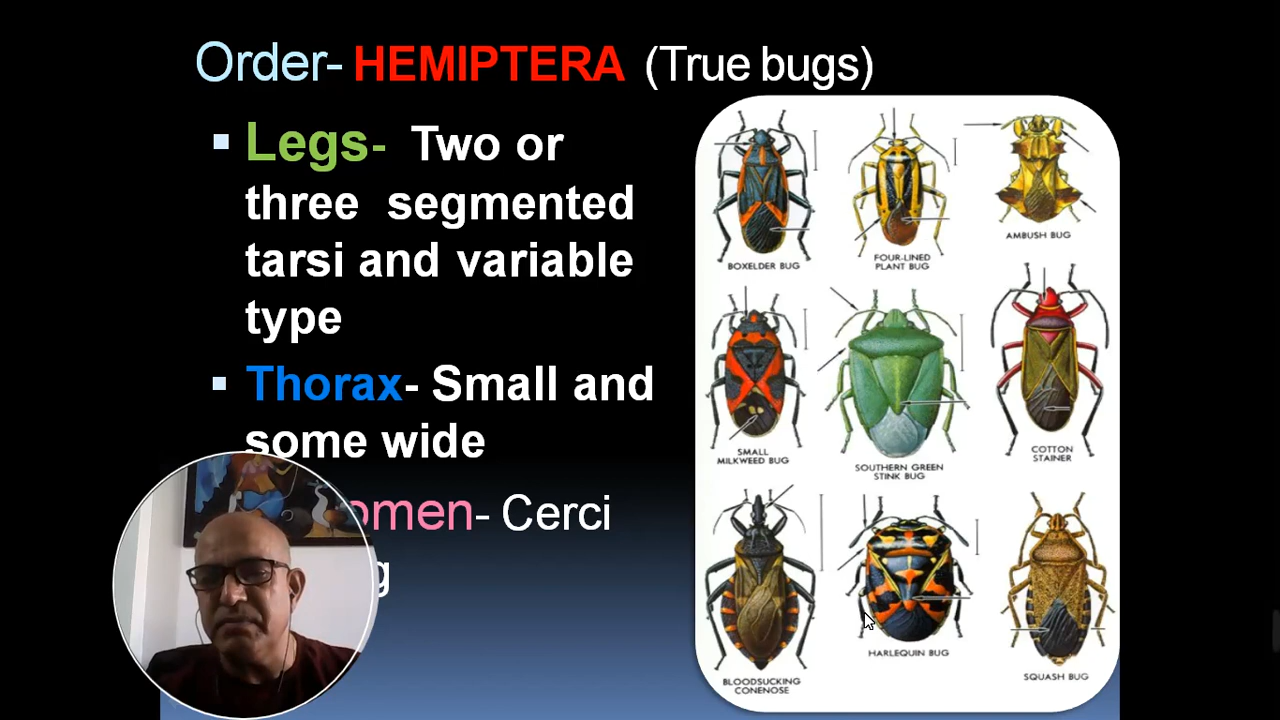 Order- HEMIPTERA (True bugs)
Legs- Two or
three segmented
tarsi and variable
type
Thorax- Small and
some wide
omen- Cerci
g
BOXELDER BUG
FOUR-LINED
PLANT BUG
AMBUSH BUG
SMALL
MILKWEED BUG
SOUTHERN GREEN
STINK BUG
COTTON
STAINER
BLOODSUCKING
CONENOSE
HARLEQUIN BUG
SQUASH BUG